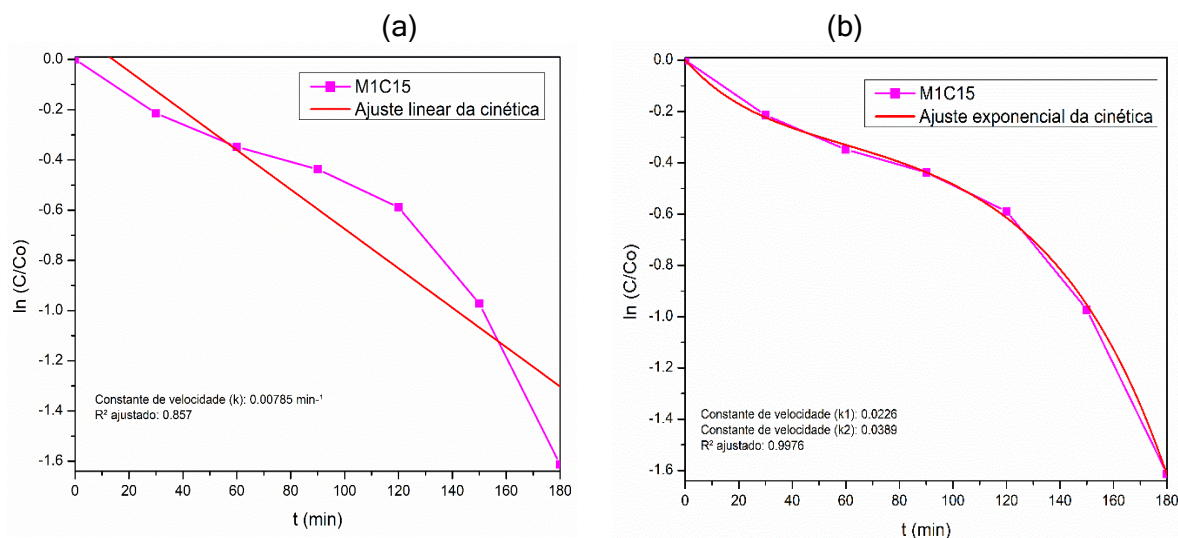 (a)
0.0
-0.2
-0.4
-0.6
-0.8
-1.0
-1.2
-1.4
-1.6
ln (C/Co)
M1C15
Ajuste linear da cinética
Constante de velocidade (k): 0.00785 min-¹
R² ajustado: 0.857
0 20 40 60 80 100 120 140 160 180
t (min)
(b)
0.0
-0.2
-0.4
-0.6
-0.8
-1.0
-1.2
-1.4
-1.6
ln (C/Co)
M1C15
Ajuste exponencial da cinética
Constante de velocidade (k1): 0.0226
Constante de velocidade (k2): 0.0389
R² ajustado: 0.9976
0 20 40 60 80 100 120 140 160 180
t (min)